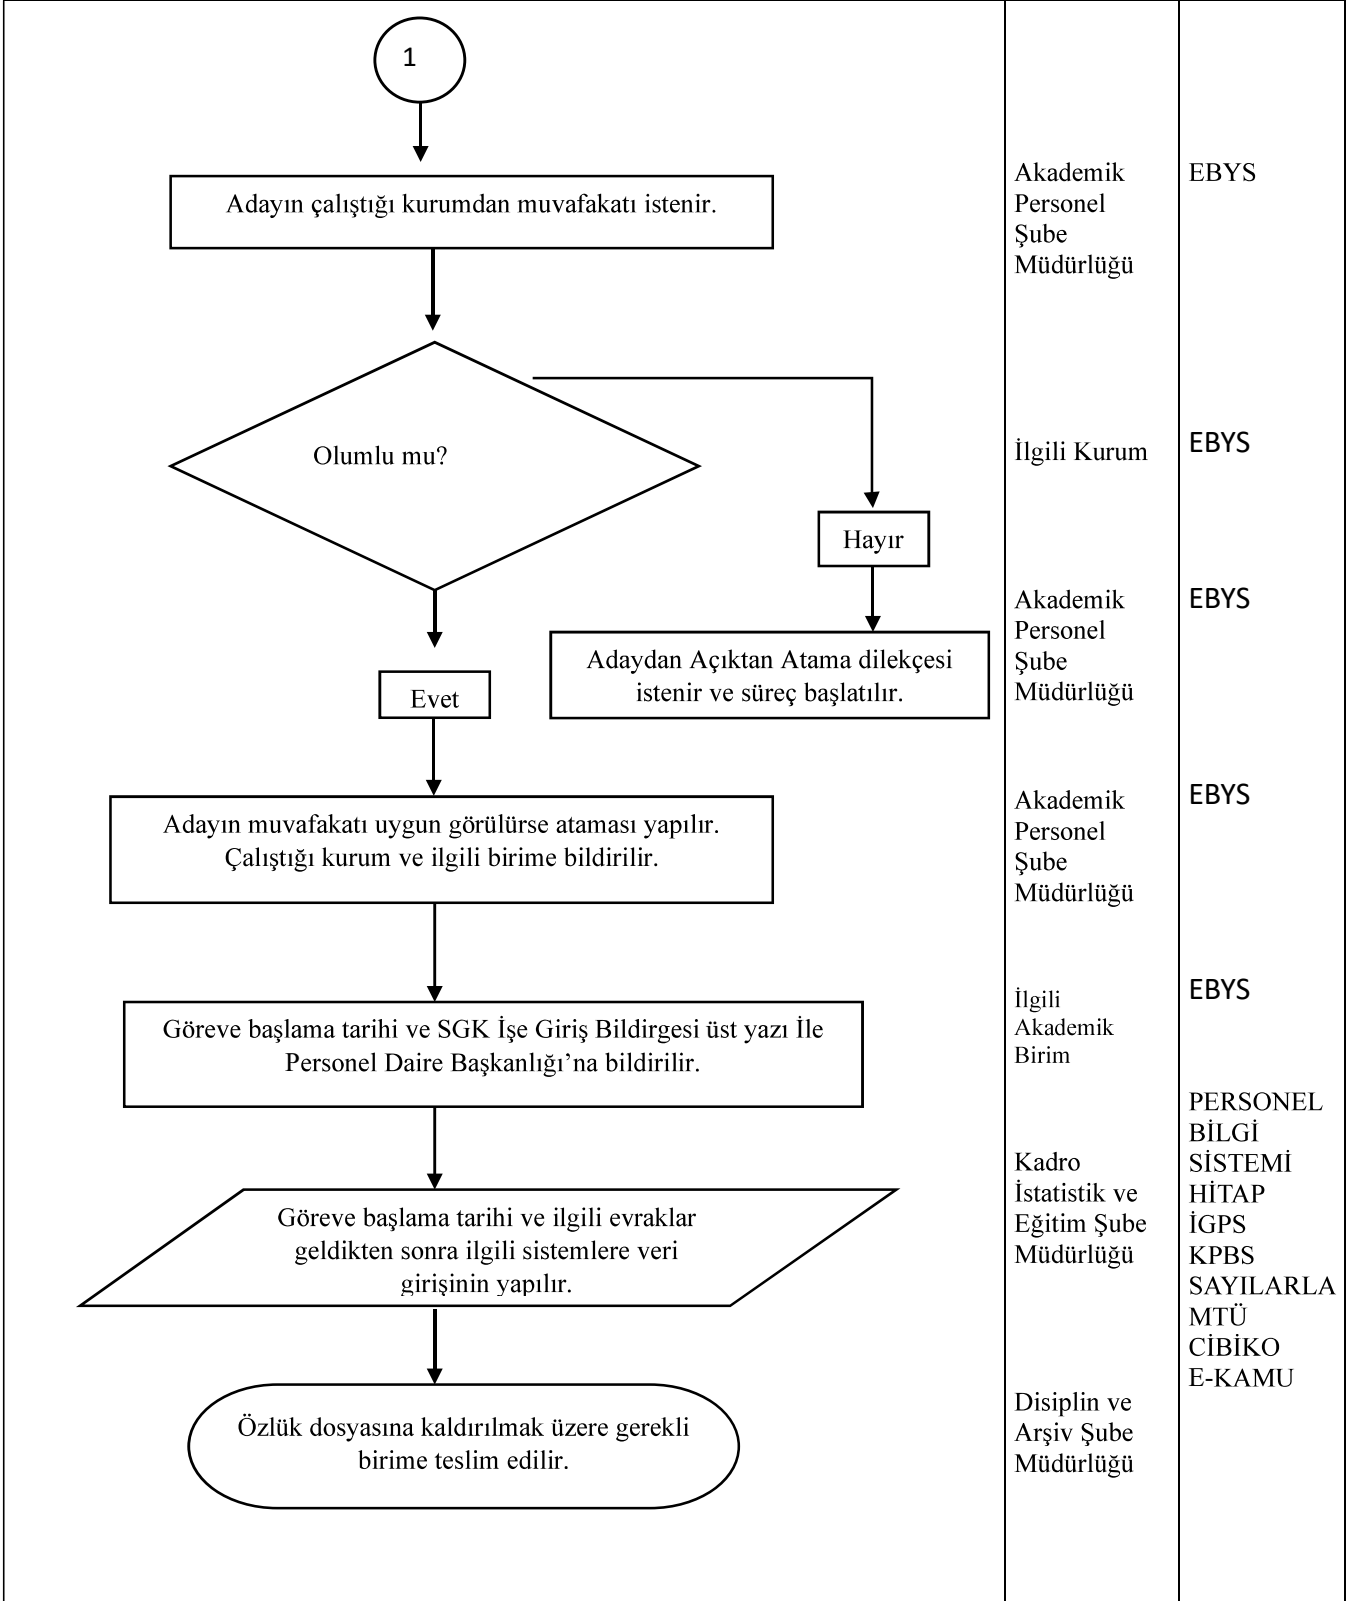 1
Adayın çalıştığı kurumdan muvafakatı istenir.
Akademik
Personel
Şube
Müdürlüğü
EBYS
Olumlu mu?
İlgili Kurum
EBYS
Hayır
Adaydan Açıktan Atama dilekçesi
istenir ve süreç başlatılır.
Akademik
Personel
Şube
Müdürlüğü
EBYS
Evet
Adayın muvafakatı uygun görülürse ataması yapılır.
Çalıştığı kurum ve ilgili birime bildirilir.
Akademik
Personel
Şube
Müdürlüğü
EBYS
Göreve başlama tarihi ve SGK İşe Giriş Bildirgesi üst yazı İle
Personel Daire Başkanlığı’na bildirilir.
İlgili
Akademik
Birim
EBYS
Göreve başlama tarihi ve ilgili evraklar
geldikten sonra ilgili sistemlere veri
girişinin yapılır.
Kadro
İstatistik ve
Eğitim Şube
Müdürlüğü
PERSONEL
BİLGİ
SİSTEMİ
HİTAP
İGPS
KPBS
SAYILARLA
MTÜ
CİBİKO
E-KAMU
Özlük dosyasına kaldırılmak üzere gerekli
birime teslim edilir.
Disiplin ve
Arşiv Şube
Müdürlüğü